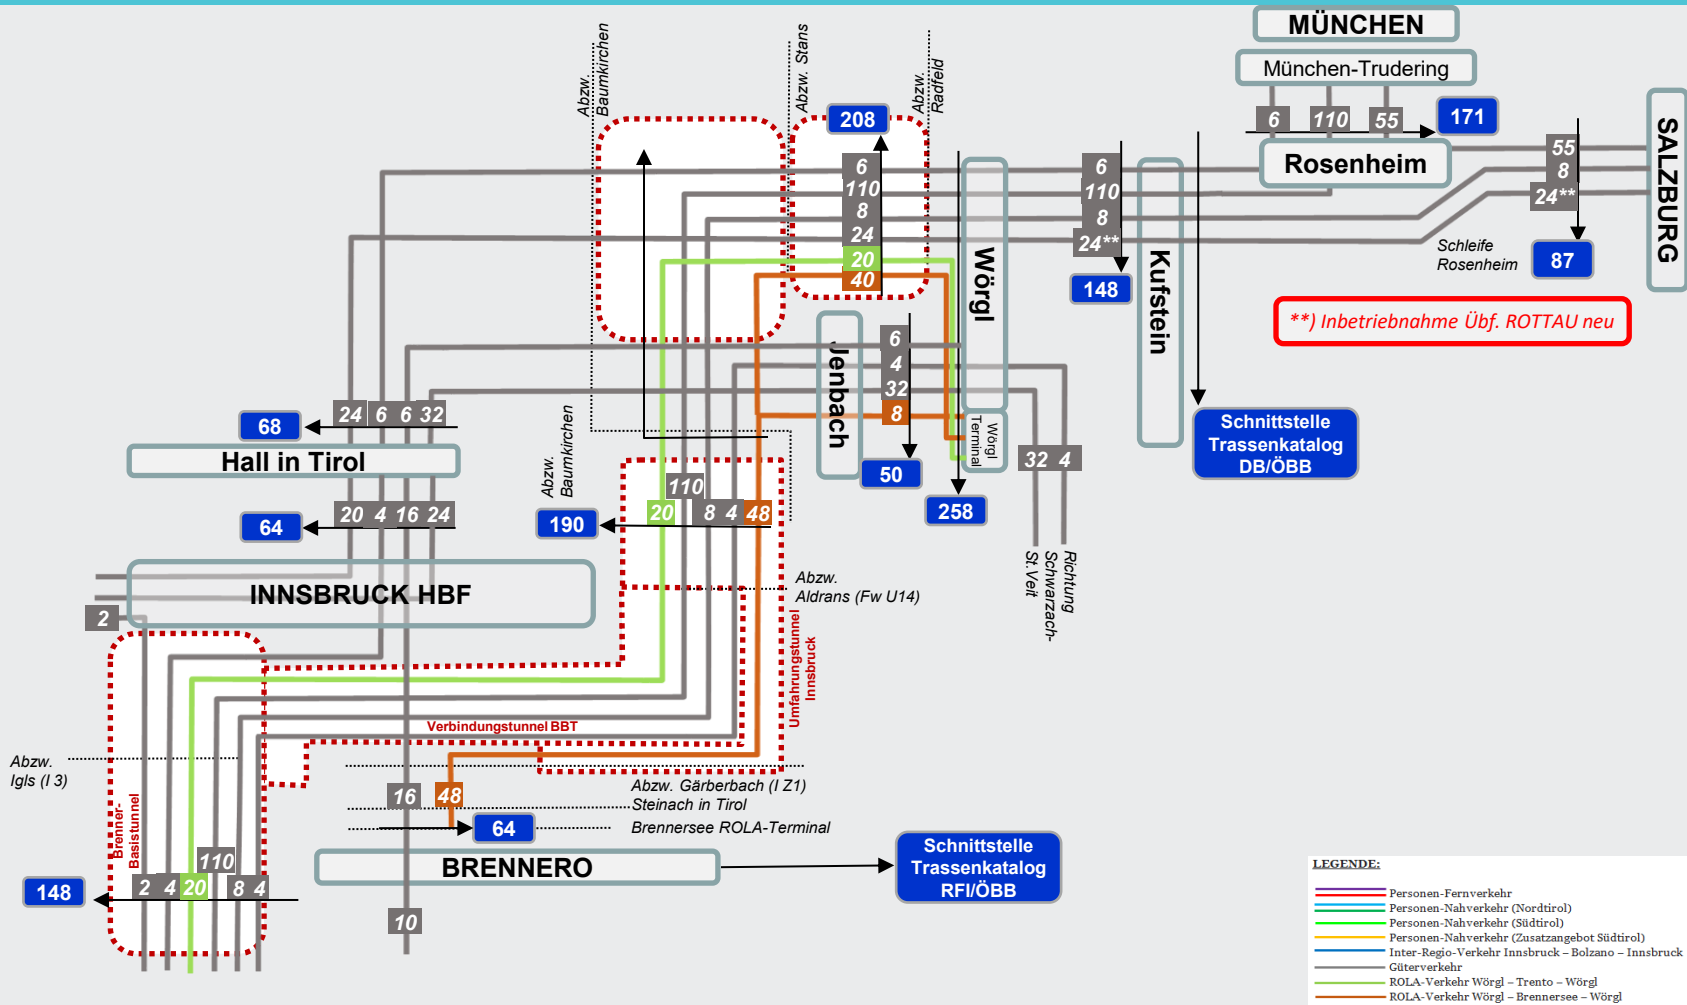 MÜNCHEN
München-Trudering
6 110 55
171
Rosenheim
SALZBURG
55
8
24**
87
Schleife
Rosenheim
**) Inbetriebnahme Übf. ROTTAU neu
Abzw.
Baumkirchen
Abzw. Stans
Abzw.
Radfeld
208
6
110
8
24
20
40
Wörgl
Wörgl
Terminal
258
6
110
8
24**
148
Kufstein
Schnittstelle
Trassenkatalog
DB/ÖBB
Jenbach
6
4
32
8
50
32 4
St.Veit
Schwarzach-
Richtung
24 6 6 32
68
Hall in Tirol
20 4 16 24
64
Abzw.
Baumkirchen
190
20 110 8 4 48
INNSBRUCK HBF
2
Abzw.
Aldrans (Fw U14)
Umfahrungstunnel
Innsbruck
Verbindungstunnel BBT
Abzw.
Igls (I 3)
Brenner-
Basistunnel
16 48
Abzw. Gärberbach (I Z1)
Steinach in Tirol
Brennersee ROLA-Terminal
64
BRENNERO
Schnittstelle
Trassenkatalog
RFI/ÖBB
148
2 4 20 110 8 4
10
LEGENDE:
Personen-Fernverkehr
Personen-Nahverkehr (Nordtirol)
Personen-Nahverkehr (Südtirol)
Personen-Nahverkehr (Zusatzangebot Südtirol)
Inter-Regio-Verkehr Innsbruck – Bolzano – Innsbruck
Güterverkehr
ROLA-Verkehr Wörgl – Trento – Wörgl
ROLA-Verkehr Wörgl – Brennersee – Wörgl